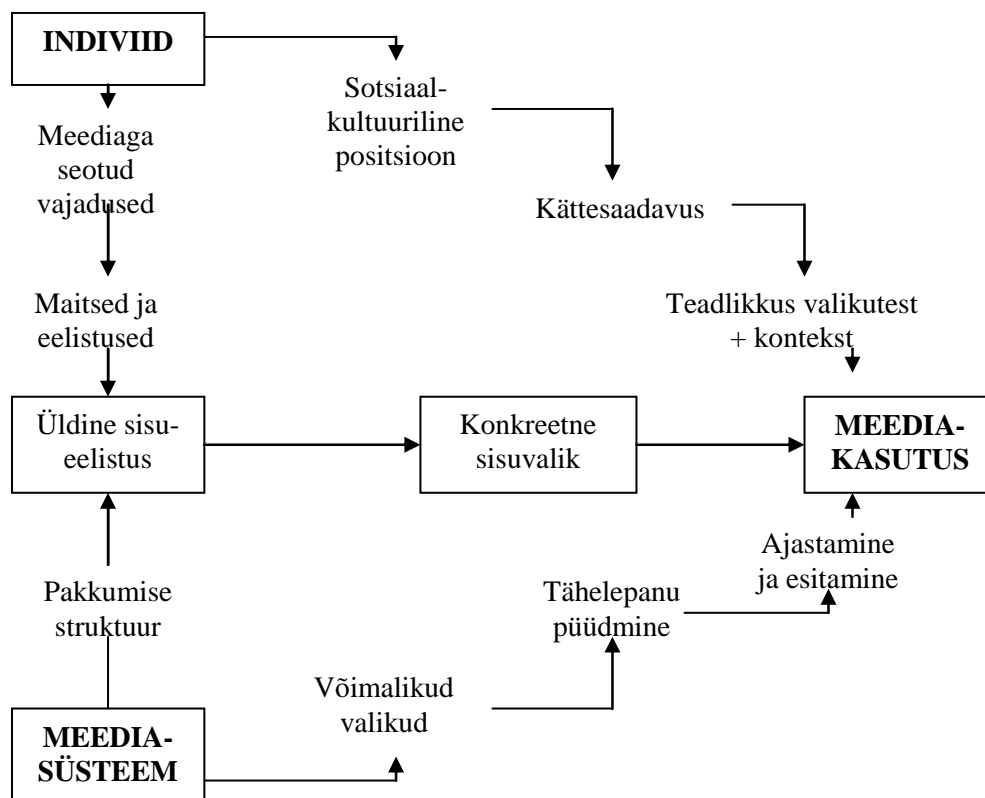 INDIVIID
Sotsiaal-
kultuuriline
positsioon
Meediaga
seotud
vajadused
Kättesaadavus
Maitsed ja
eelistused
Teadlikkus valikutest
+ kontekst
Üldine sisu-
eelistus
Konkreetne
sisuvalik
MEEDIA-
KASUTUS
Ajastamine
ja esitamine
Pakkumise
struktuur
Tähelepanu
püüdmine
Võimalikud
valikud
MEEDIA-
SÜSTEEM